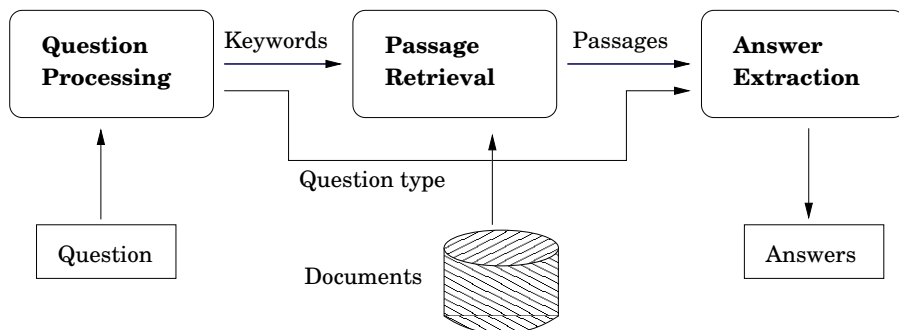 Question
Processing
Keywords
Passage
Retrieval
Passages
Answer
Extraction
Question type
Question
Documents
Answers